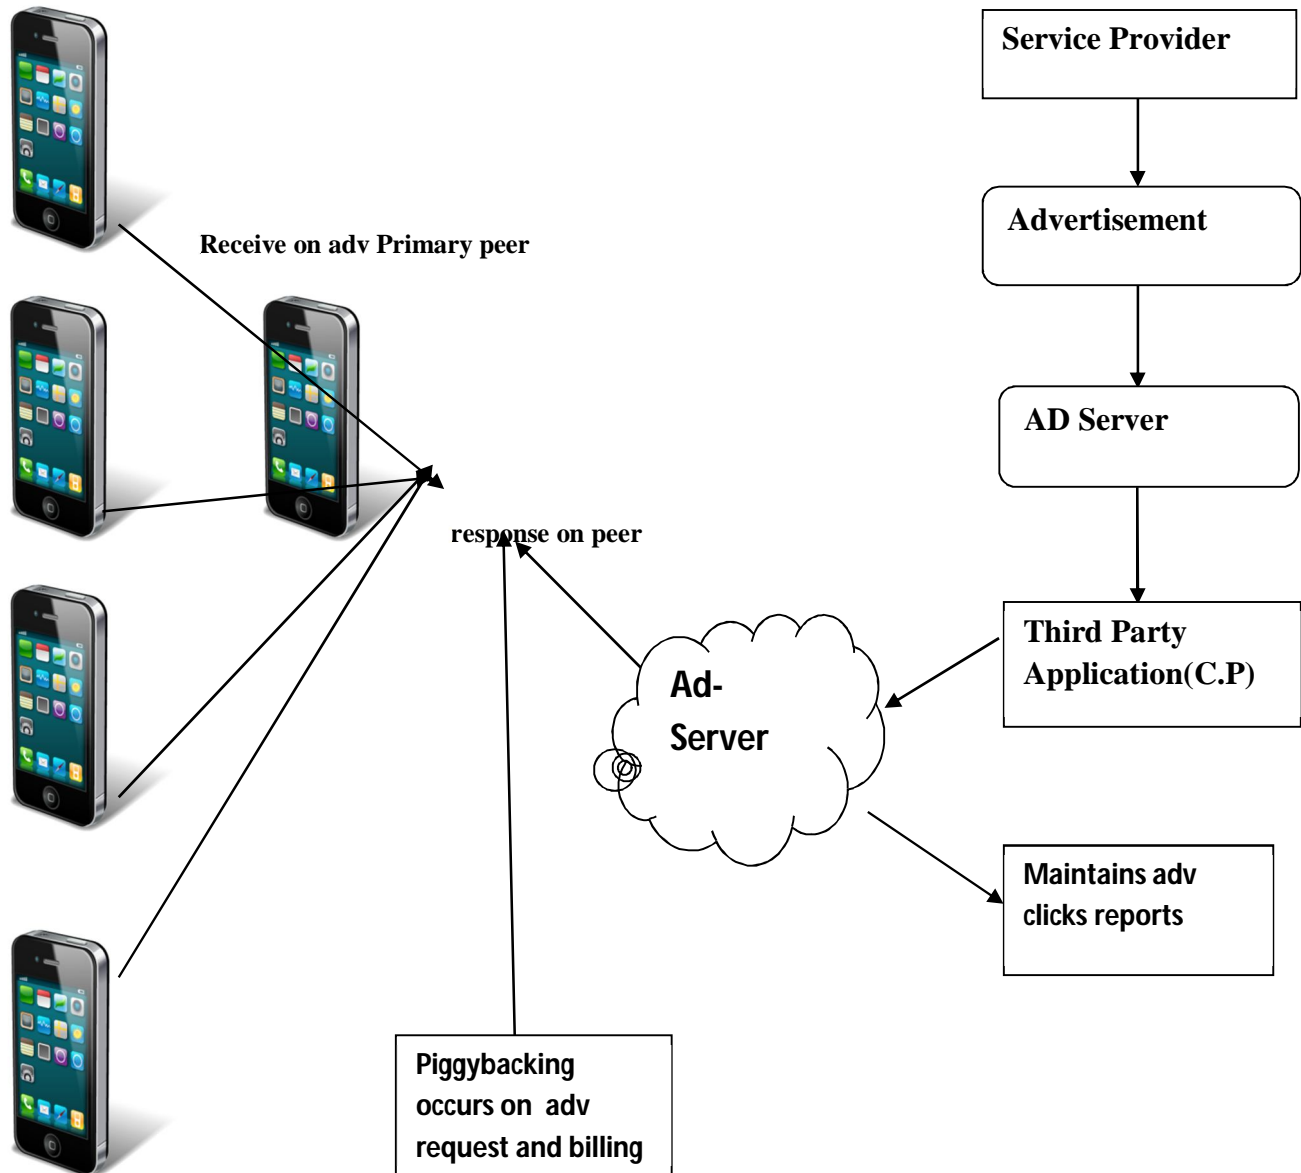 Service Provider
Advertisement
Receive on adv Primary peer
AD Server
response on peer
Third Party
Application(C.P)
Ad-
Server
Maintains adv
clicks reports
Piggybacking
occurs on adv
request and billing